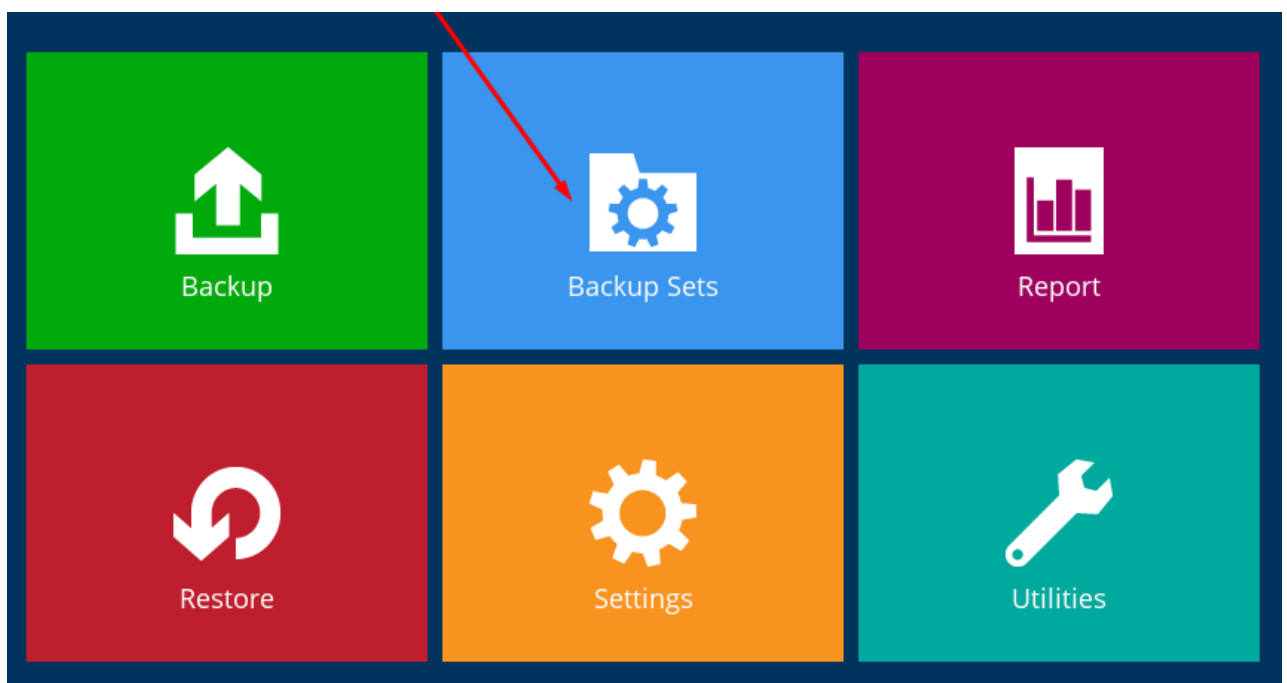 Backup
Backup Sets
Report
Restore
Settings
Utilities